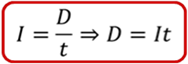 I = D/t ⇒ D = It